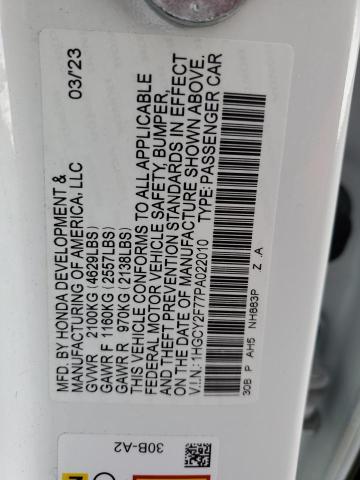 MFD. BY HONDA DEVELOPMENT &
MANUFACTURING OF AMERICA, LLC 03/'23
GVWR 2100KG (4629LBS)
GAWR F 1160KG (2557LBS)
GAWR R 970KG (2138LBS)
THIS VEHICLE CONFORMS TO ALL APPLICABLE
FEDERAL MOTOR VEHICLE SAFETY, BUMPER,
AND THEFT PREVENTION STANDARDS IN EFFECT
ON THE DATE OF MANUFACTURE SHOWN ABOVE.
V.I.N.: 1HGCY2F77PA022010 TYPE: PASSENGER CAR
30B P AH5 NH883P Z .A
30B-A2